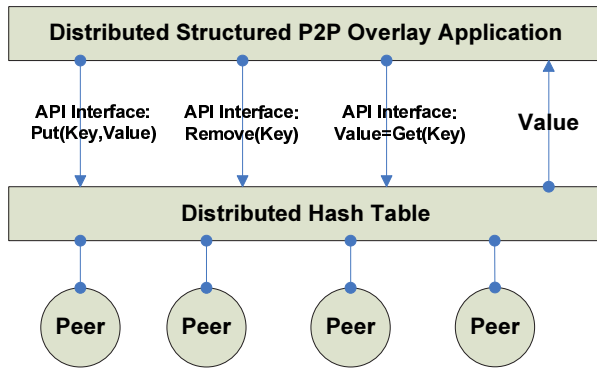 Distributed Structured P2P Overlay Application
API Interface:
Put(Key,Value)
API Interface:
Remove(Key)
API Interface:
Value=Get(Key)
Value
Distributed Hash Table
Peer
Peer
Peer
Peer